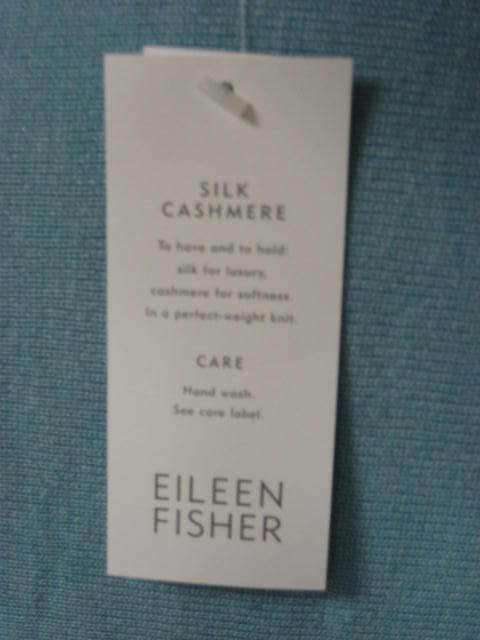 SILK
CASHMERE
To have and to hold:
silk for luxury,
cashmere for softness.
In a perfect-weight knit.
CARE
Hand wash.
See care label.
EILEEN
FISHER